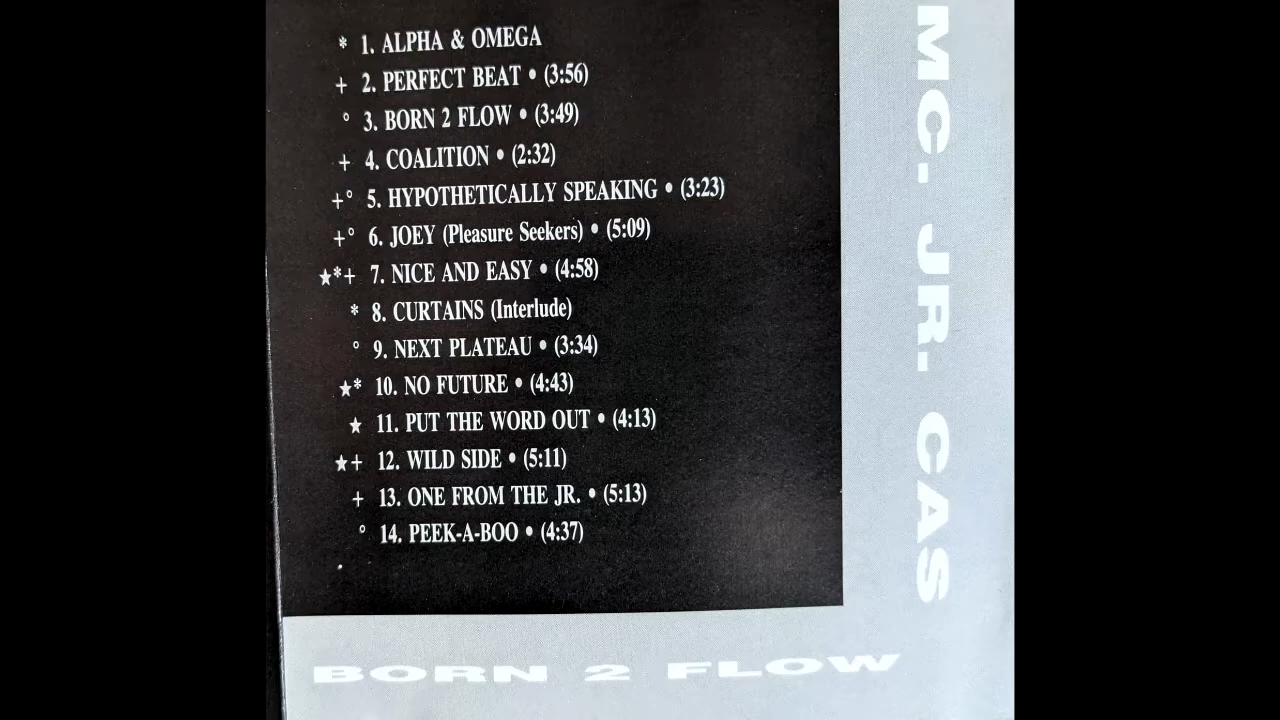 * 1. ALPHA & OMEGA
+ 2. PERFECT BEAT • (3:56)
° 3. BORN 2 FLOW • (3:49)
+ 4. COALITION • (2:32)
+° 5. HYPOTHETICALLY SPEAKING • (3:23)
+° 6. JOEY (Pleasure Seekers) • (5:09)
★*+ 7. NICE AND EASY • (4:58)
* 8. CURTAINS (Interlude)
° 9. NEXT PLATEAU • (3:34)
★* 10. NO FUTURE • (4:43)
★ 11. PUT THE WORD OUT • (4:13)
★+ 12. WILD SIDE • (5:11)
+ 13. ONE FROM THE JR. • (5:13)
° 14. PEEK-A-BOO • (4:37)
MC. JR. CAS
BORN 2 FLOW